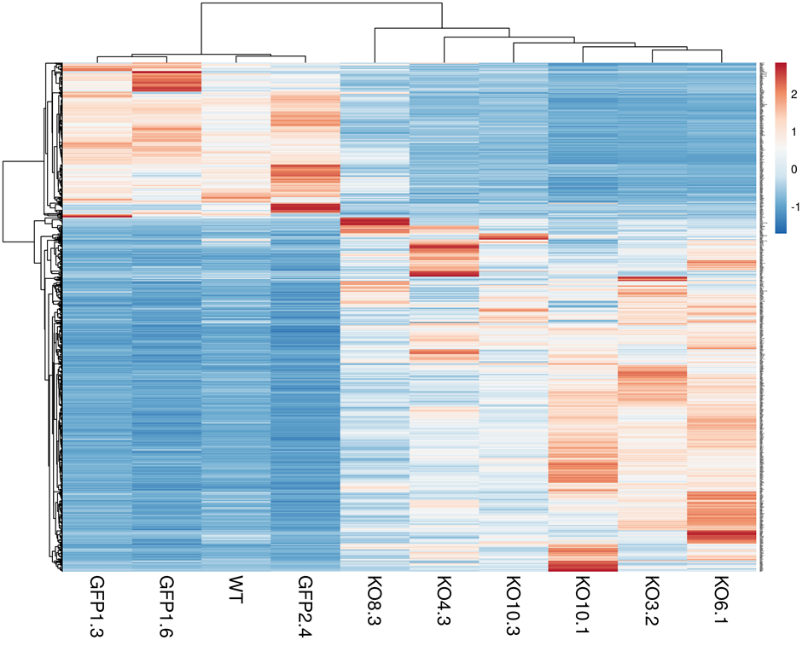 2
1
0
-1
GFP1.3
GFP1.6
WT
GFP2.4
KO8.3
KO4.3
KO10.3
KO10.1
KO3.2
KO6.1